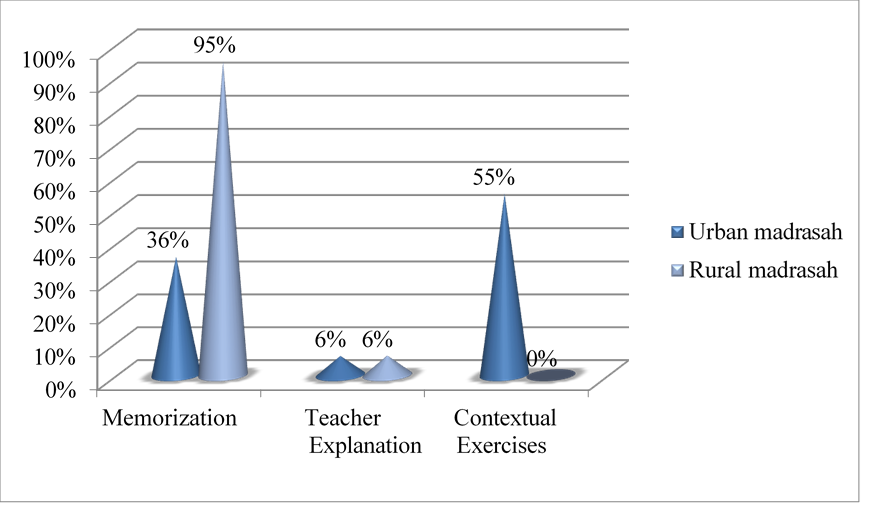 100%
90%
80%
70%
60%
50%
40%
30%
20%
10%
0%
36%
95%
6%
6%
55%
0%
Memorization
Teacher
Explanation
Contextual
Exercises
Urban madrasah
Rural madrasah